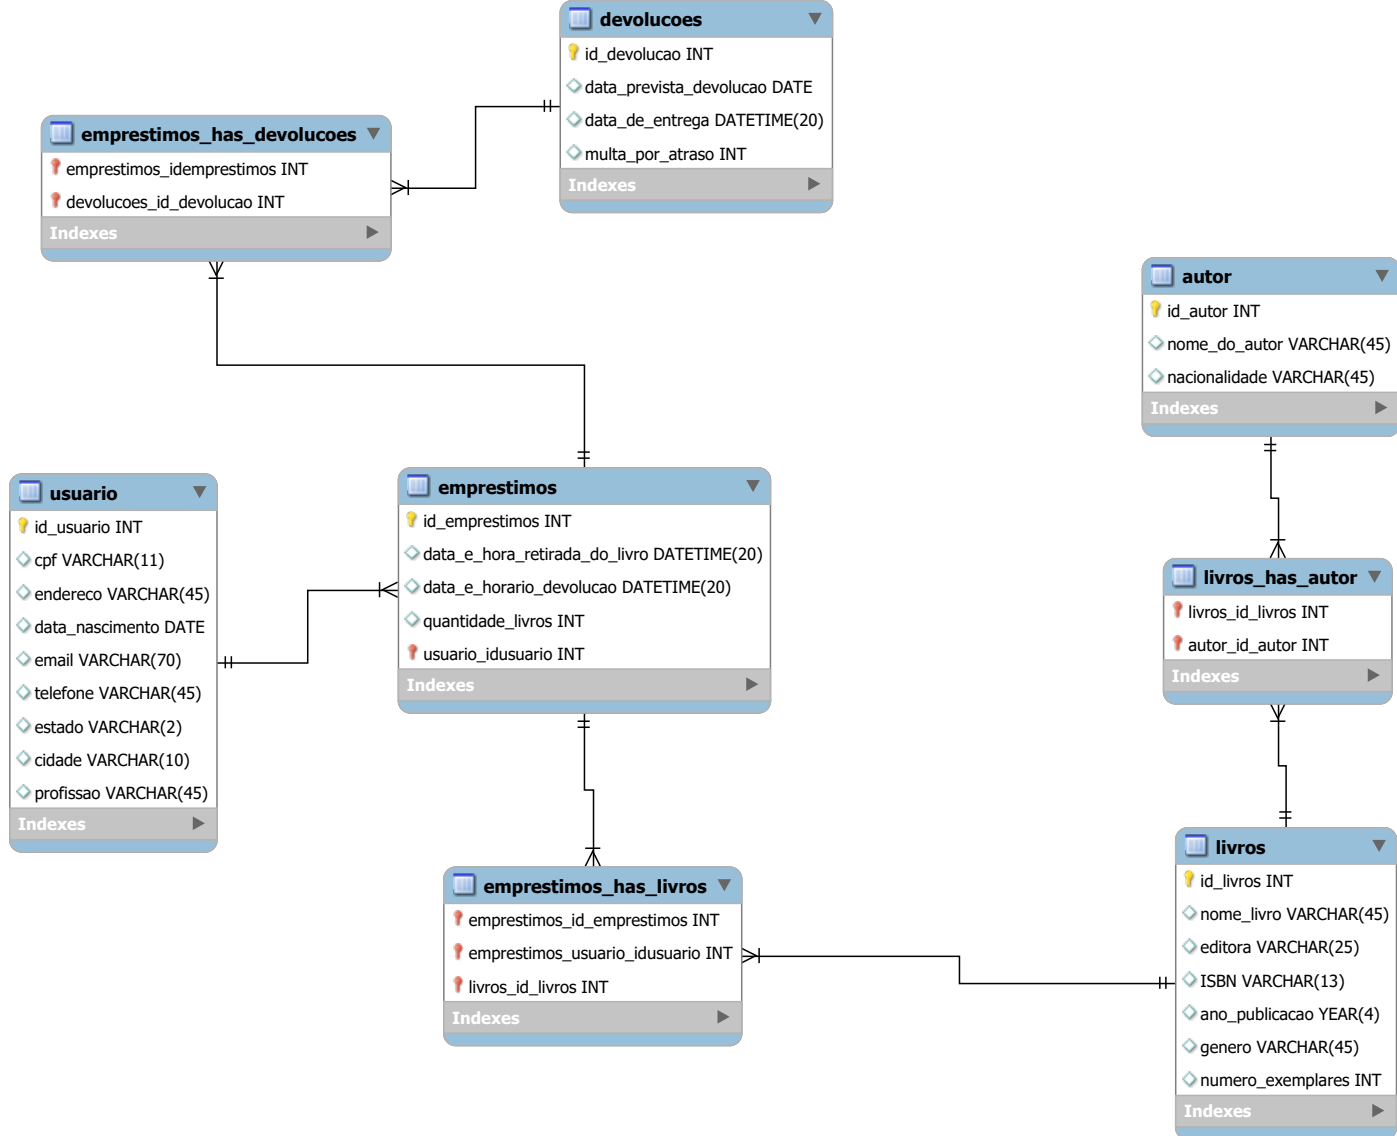 devolucoes
id_devolucao INT
data_prevista_devolucao DATE
data_de_entrega DATETIME(20)
multa_por_atraso INT
Indexes
emprestimos_has_devolucoes
emprestimos_idemprestimos INT
devolucoes_id_devolucao INT
Indexes
autor
id_autor INT
nome_do_autor VARCHAR(45)
nacionalidade VARCHAR(45)
Indexes
usuario
id_usuario INT
cpf VARCHAR(11)
endereco VARCHAR(45)
data_nascimento DATE
email VARCHAR(70)
telefone VARCHAR(45)
estado VARCHAR(2)
cidade VARCHAR(10)
profissao VARCHAR(45)
Indexes
emprestimos
id_emprestimos INT
data_e_hora_retirada_do_livro DATETIME(20)
data_e_horario_devolucao DATETIME(20)
quantidade_livros INT
usuario_idusuario INT
Indexes
livros_has_autor
livros_id_livros INT
autor_id_autor INT
Indexes
emprestimos_has_livros
emprestimos_id_emprestimos INT
emprestimos_usuario_idusuario INT
livros_id_livros INT
Indexes
livros
id_livros INT
nome_livro VARCHAR(45)
editora VARCHAR(25)
ISBN VARCHAR(13)
ano_publicacao YEAR(4)
genero VARCHAR(45)
numero_exemplares INT
Indexes